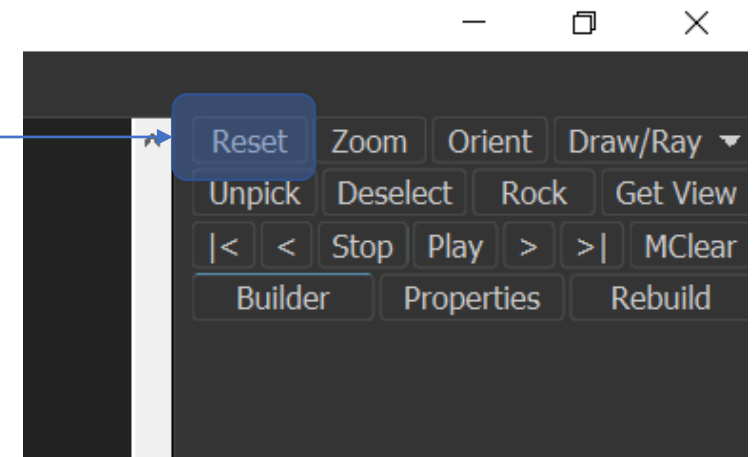 Reset Zoom Orient Draw/Ray
Unpick Deselect Rock Get View
|< < Stop Play > >| MClear
Builder Properties Rebuild